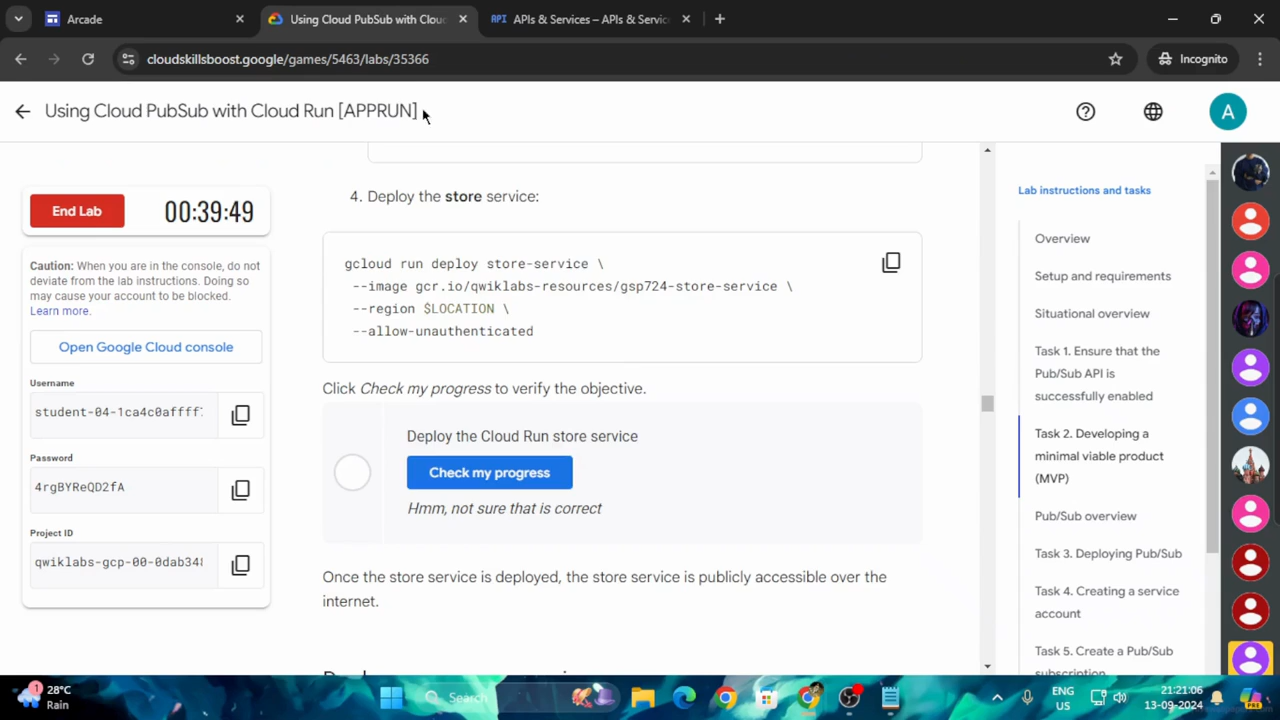 Arcade
Using Cloud PubSub with Clou
API APIs & Services – APIs & Servic
cloudskillsboost.google/games/5463/labs/35366
Incognito
Using Cloud PubSub with Cloud Run [APPRUN]
A
End Lab
00:39:49
Caution: When you are in the console, do not
deviate from the lab instructions. Doing so
may cause your account to be blocked.
Learn more.
Open Google Cloud console
Username
student-04-1ca4c0affff
Password
4rgBYReQD2fA
Project ID
qwiklabs-gcp-00-0dab34
4. Deploy the store service:
gcloud run deploy store-service \
--image gcr.io/qwiklabs-resources/gsp724-store-service \
--region $LOCATION \
--allow-unauthenticated
Click Check my progress to verify the objective.
Deploy the Cloud Run store service
Check my progress
Hmm, not sure that is correct
Once the store service is deployed, the store service is publicly accessible over the
internet.
Lab instructions and tasks
Overview
Setup and requirements
Situational overview
Task 1. Ensure that the
Pub/Sub API is
successfully enabled
Task 2. Developing a
minimal viable product
(MVP)
Pub/Sub overview
Task 3. Deploying Pub/Sub
Task 4. Creating a service
account
Task 5. Create a Pub/Sub
subscription
1
28°C
Rain
Search
ENG
US
21:21:06
13-09-2024
PRE